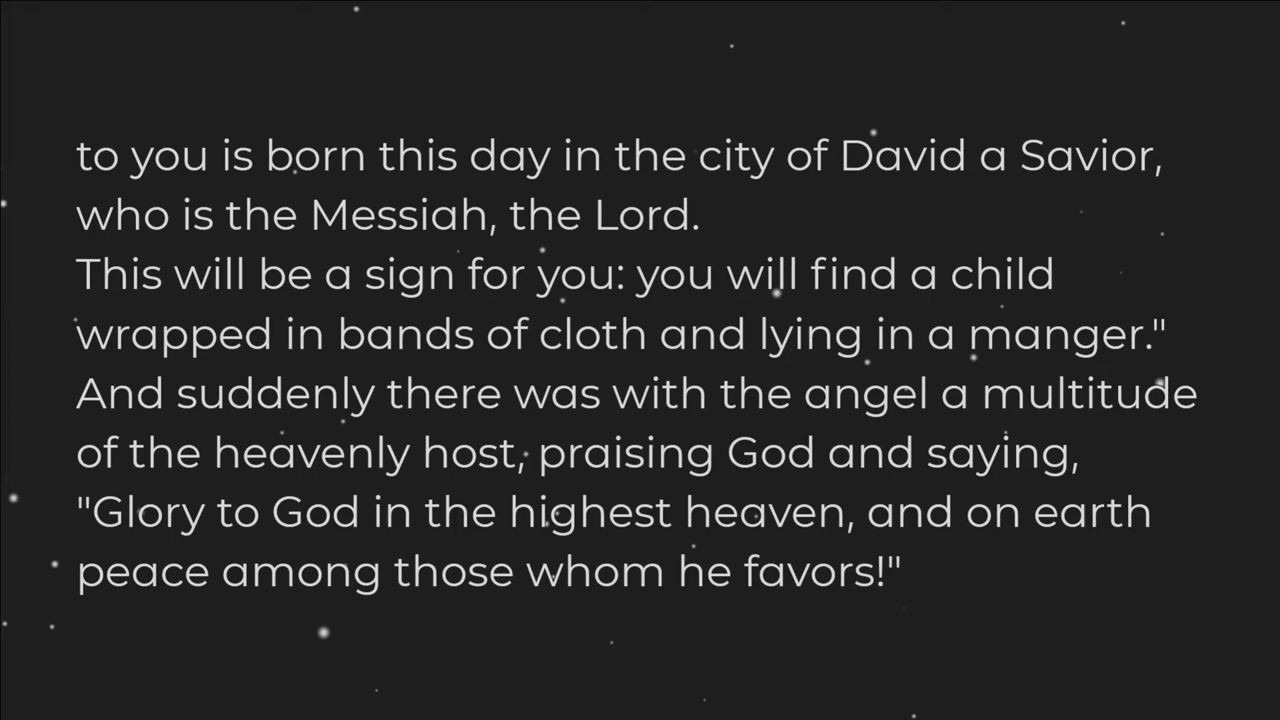 to you is born this day in the city of David a Savior,
who is the Messiah, the Lord.
This will be a sign for you: you will find a child
wrapped in bands of cloth and lying in a manger."
And suddenly there was with the angel a multitude
of the heavenly host, praising God and saying,
"Glory to God in the highest heaven, and on earth
peace among those whom he favors!"